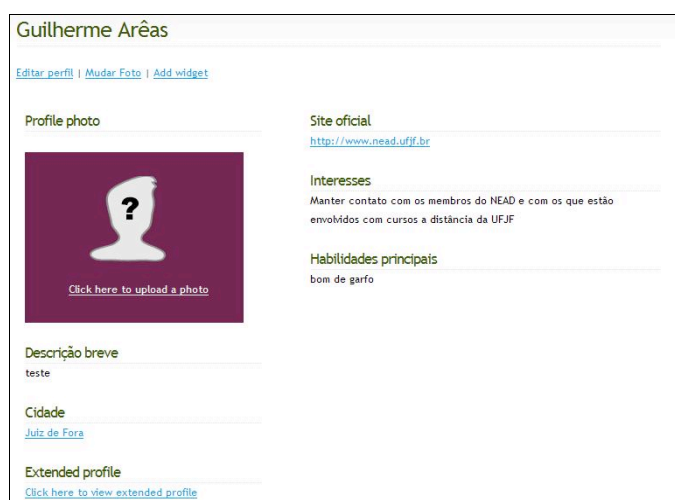 Guilherme Arêas
Editar perfil | Mudar Foto | Add widget
Profile photo
?
Click here to upload a photo
Descrição breve
teste
Cidade
Juiz de Fora
Extended profile
Click here to view extended profile
Site oficial
http://www.nead.ufjf.br
Interesses
Manter contato com os membros do NEAD e com os que estão
envolvidos com cursos a distância da UFJF
Habilidades principais
bom de garfo